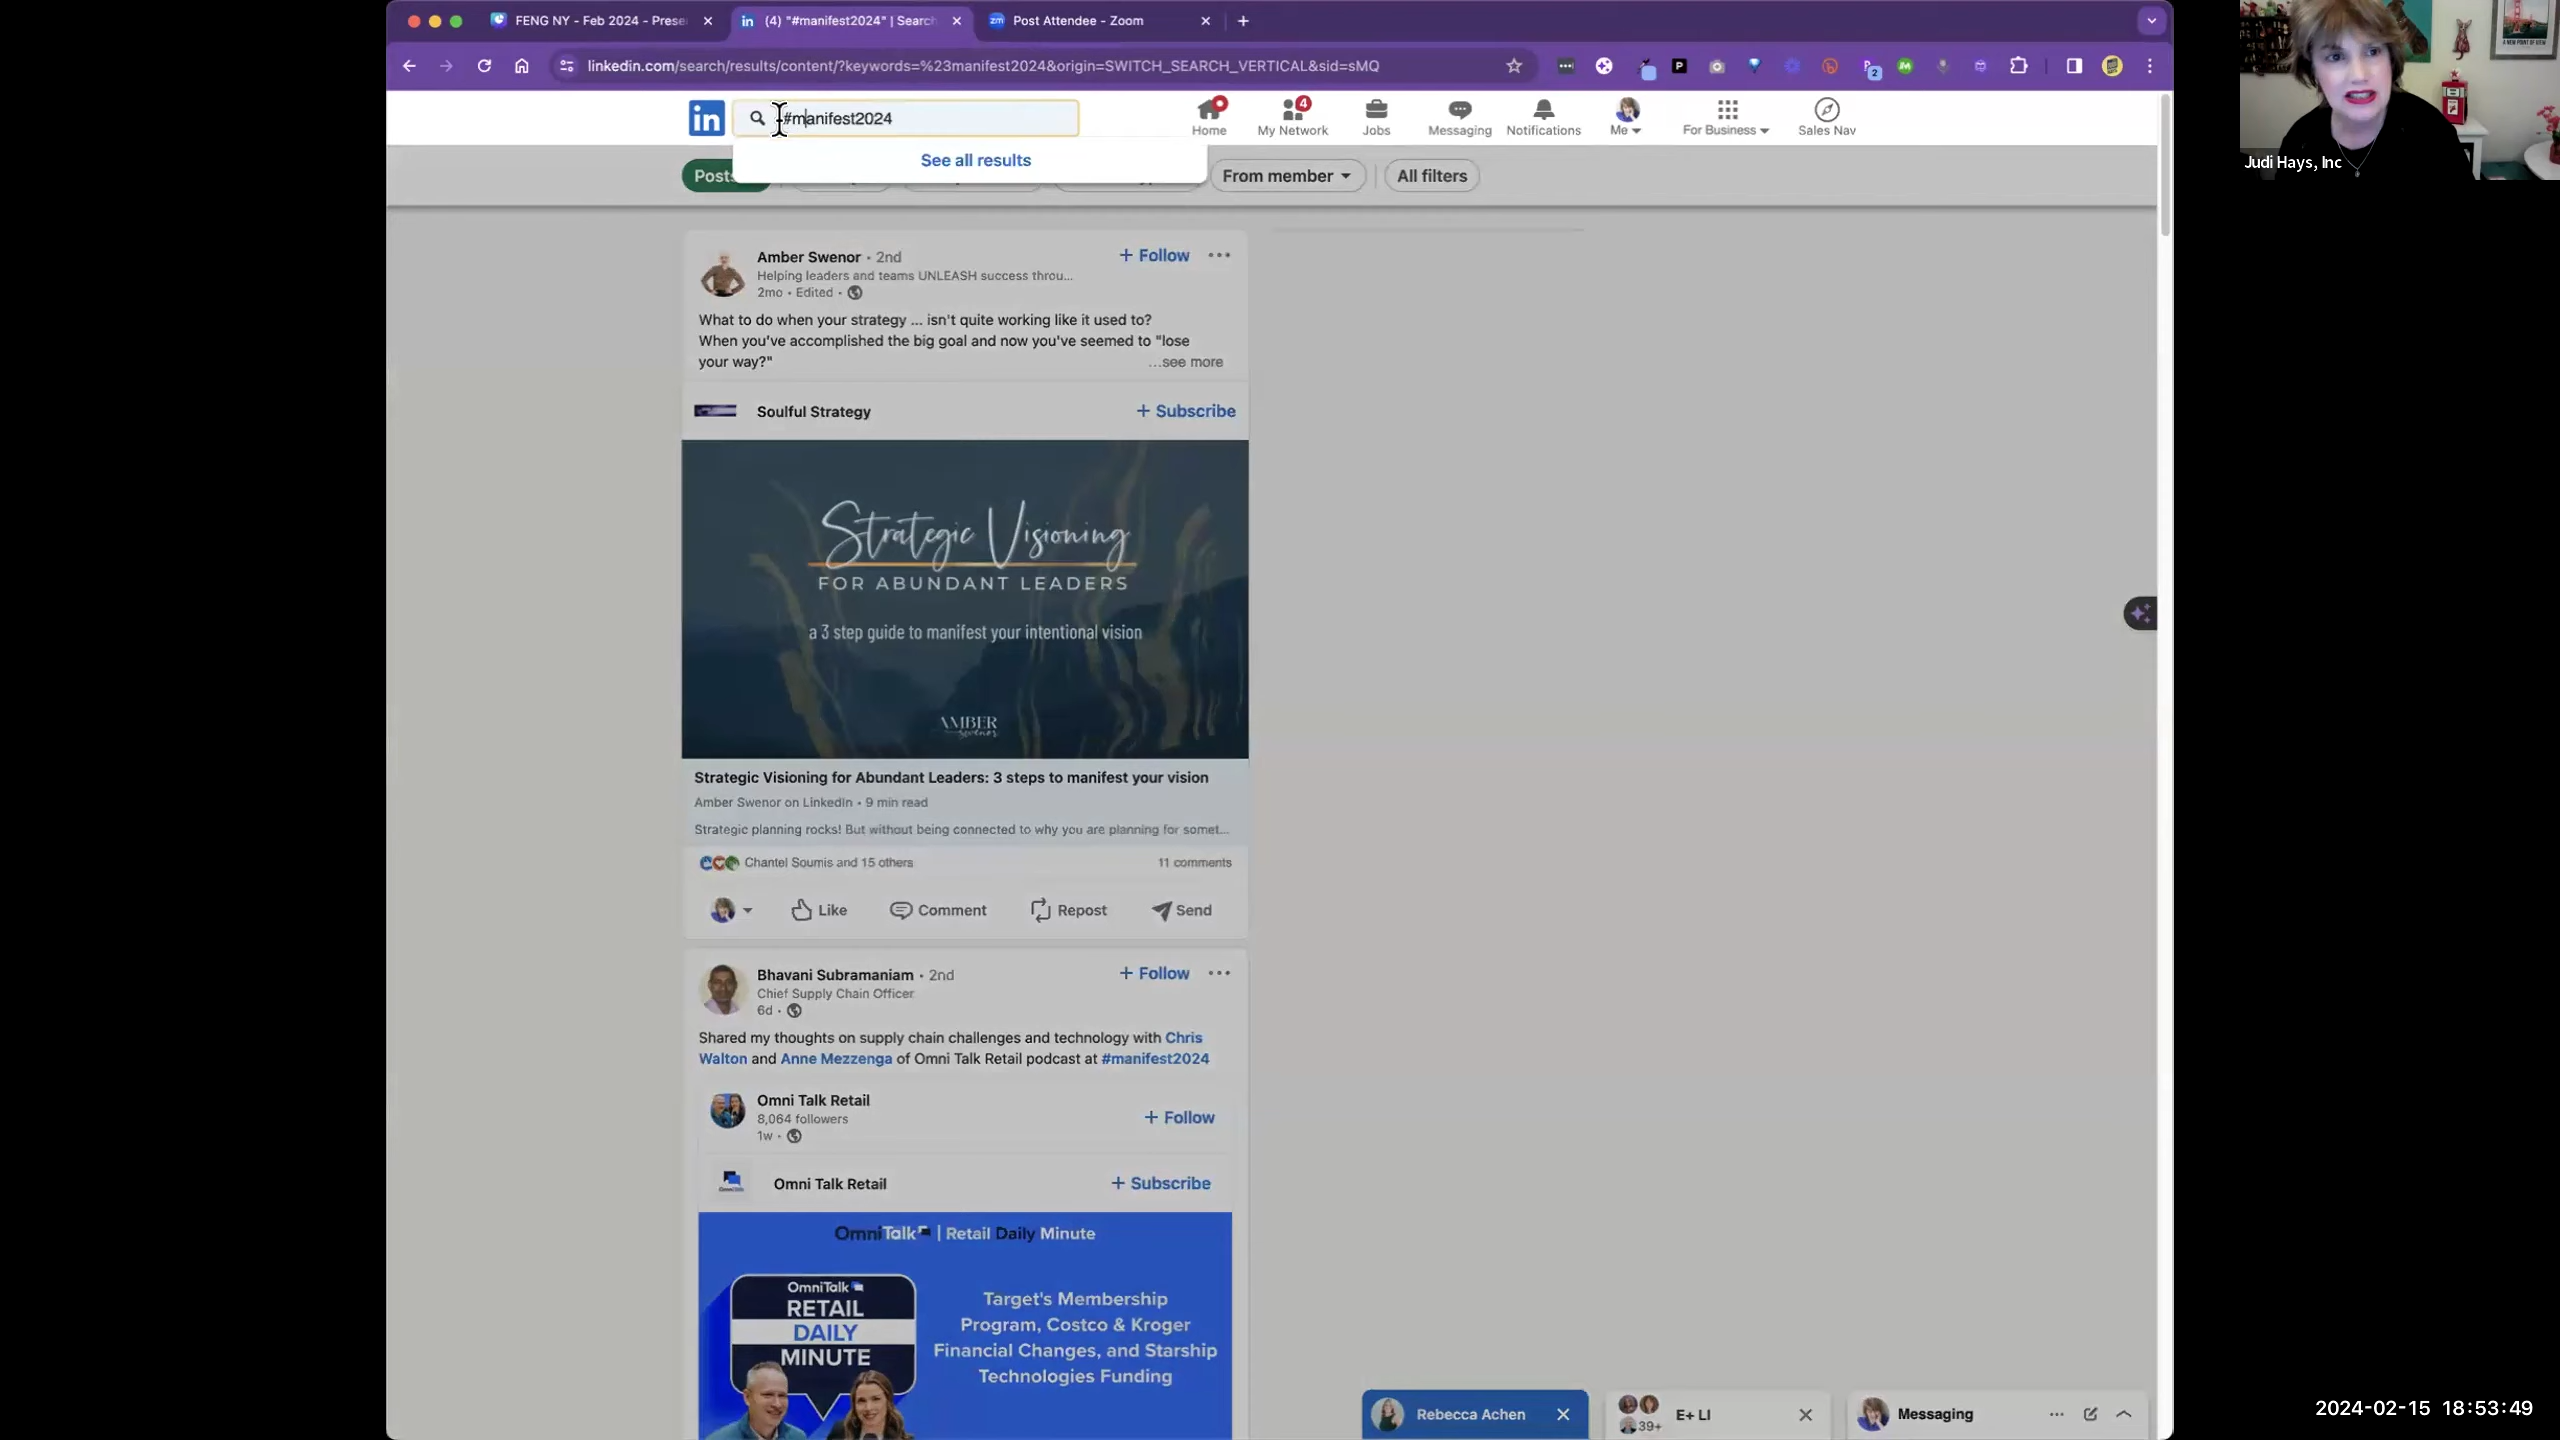 FENG NY - Feb 2024 - Prese
(4) "#manifest2024" | Search
Post Attendee - Zoom
linkedin.com/search/results/content/?keywords=%23manifest2024&origin=SWITCH_SEARCH_VERTICAL&sid=sMQ
2
in
#manifest2024
Home
4
My Network
Jobs
Messaging
Notifications
Me
For Business
Sales Nav
See all results
Posts
From member
All filters
Amber Swenor • 2nd
+ Follow
Helping leaders and teams UNLEASH success throu...
2mo • Edited •
What to do when your strategy ... isn't quite working like it used to?
When you've accomplished the big goal and now you've seemed to "lose
your way?"
...see more
Soulful Strategy
+ Subscribe
Strategic Visioning
FOR ABUNDANT LEADERS
a 3 step guide to manifest your intentional vision
AMBER
swenor
Strategic Visioning for Abundant Leaders: 3 steps to manifest your vision
Amber Swenor on LinkedIn • 9 min read
Strategic planning rocks! But without being connected to why you are planning for somet...
Chantel Soumis and 15 others
11 comments
Like
Comment
Repost
Send
Bhavani Subramaniam • 2nd
+ Follow
Chief Supply Chain Officer
6d •
Shared my thoughts on supply chain challenges and technology with Chris
Walton and Anne Mezzenga of Omni Talk Retail podcast at #manifest2024
Omni Talk Retail
8,064 followers
1w •
+ Follow
Omni Talk Retail
+ Subscribe
OmniTalk | Retail Daily Minute
OmniTalk
RETAIL
DAILY
MINUTE
Target's Membership
Program, Costco & Kroger
Financial Changes, and Starship
Technologies Funding
Rebecca Achen
39+
E+ LI
Messaging
Judi Hays, Inc
2024-02-15 18:53:49